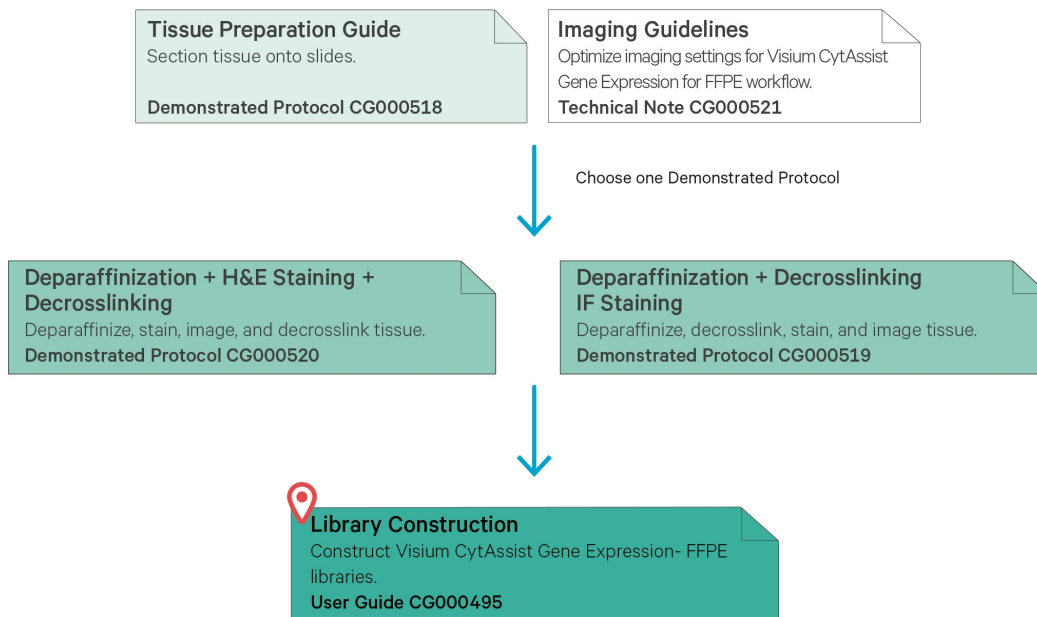 Tissue Preparation Guide
Section tissue onto slides.
Demonstrated Protocol CG000518
Imaging Guidelines
Optimize imaging settings for Visium CytAssist
Gene Expression for FFPE workflow.
Technical Note CG000521
Choose one Demonstrated Protocol
Deparaffinization + H&E Staining +
Decrosslinking
Deparaffinize, stain, image, and decrosslink tissue.
Demonstrated Protocol CG000520
Deparaffinization + Decrosslinking
IF Staining
Deparaffinize, decrosslink, stain, and image tissue.
Demonstrated Protocol CG000519
Library Construction
Construct Visium CytAssist Gene Expression- FFPE
libraries.
User Guide CG000495